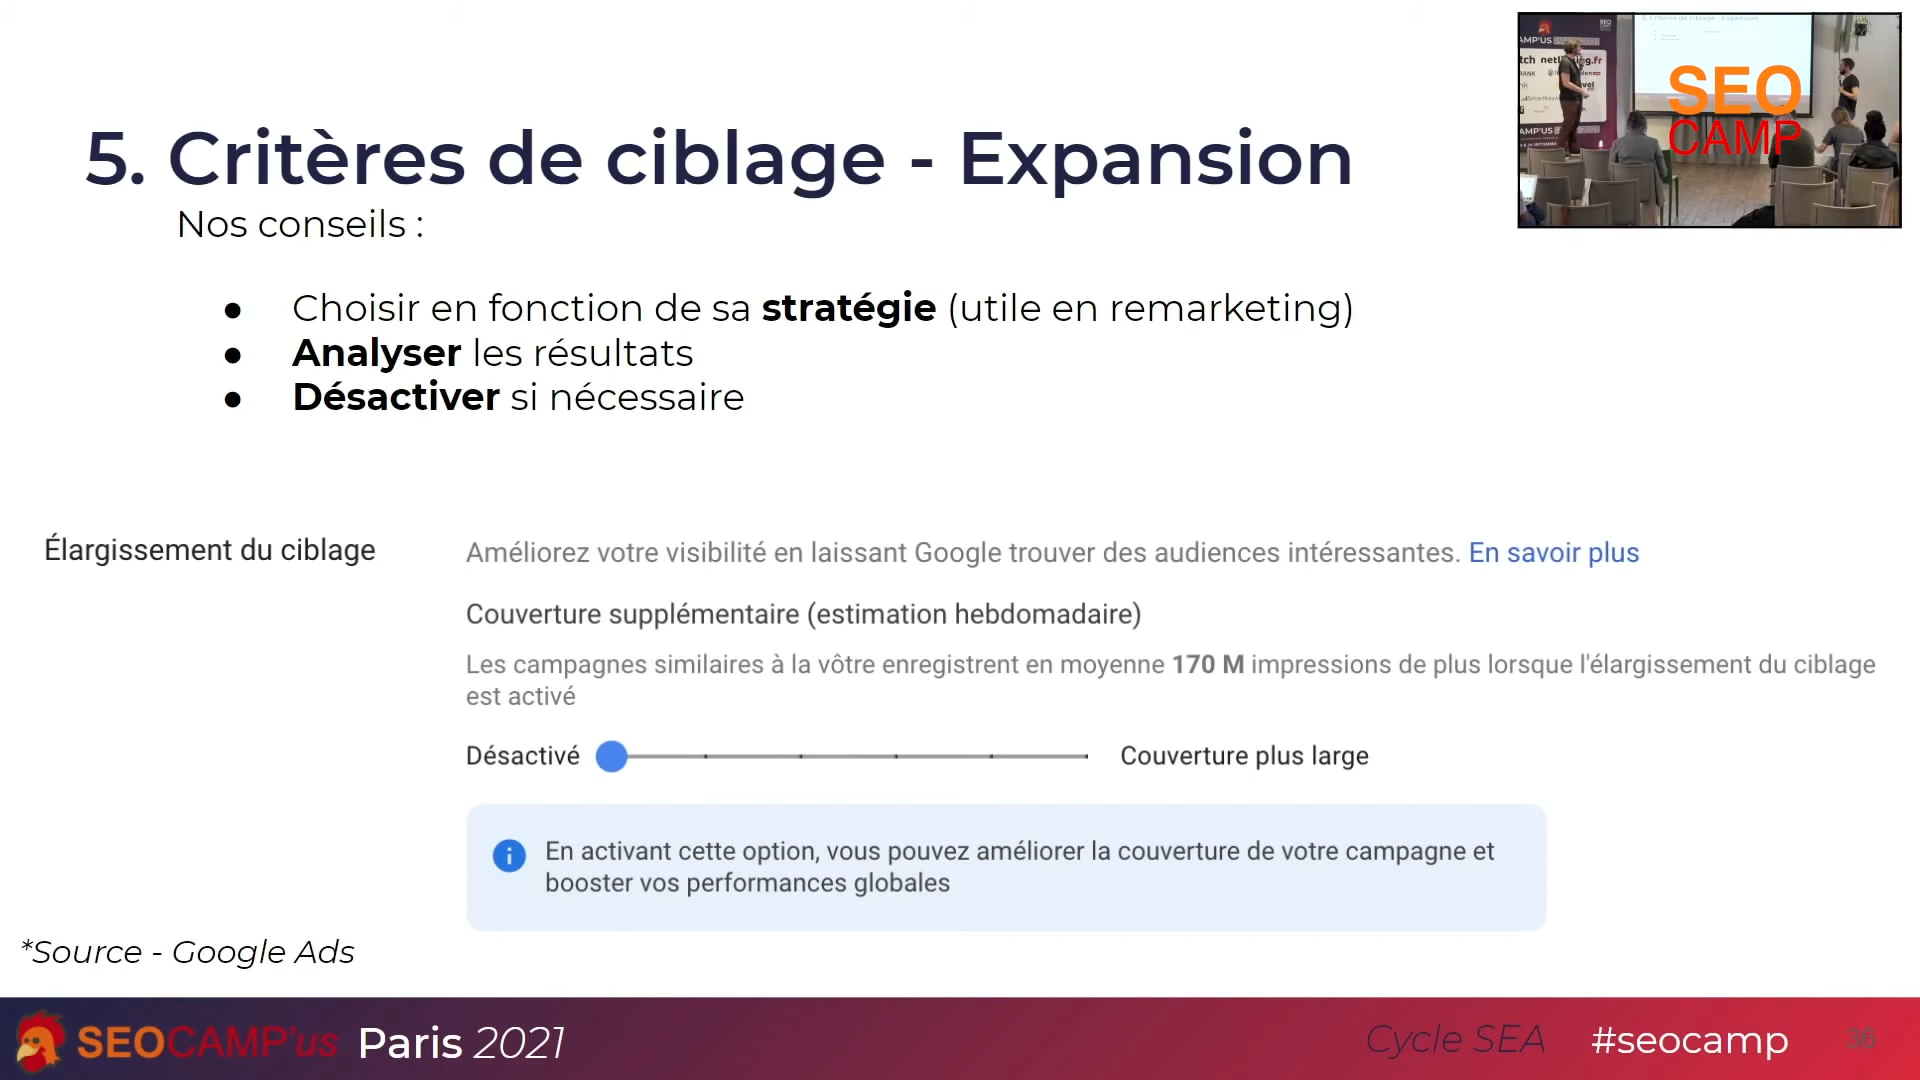 5. Critères de ciblage - Expansion
Nos conseils :
● Choisir en fonction de sa stratégie (utile en remarketing)
● Analyser les résultats
● Désactiver si nécessaire
SEO
CAMP
Élargissement du ciblage
Améliorez votre visibilité en laissant Google trouver des audiences intéressantes. En savoir plus
Couverture supplémentaire (estimation hebdomadaire)
Les campagnes similaires à la vôtre enregistrent en moyenne 170 M impressions de plus lorsque l'élargissement du ciblage
est activé
Désactivé
Couverture plus large
En activant cette option, vous pouvez améliorer la couverture de votre campagne et
booster vos performances globales
*Source - Google Ads
SEOCAMP'us Paris 2021
Cycle SEA #seocamp 36